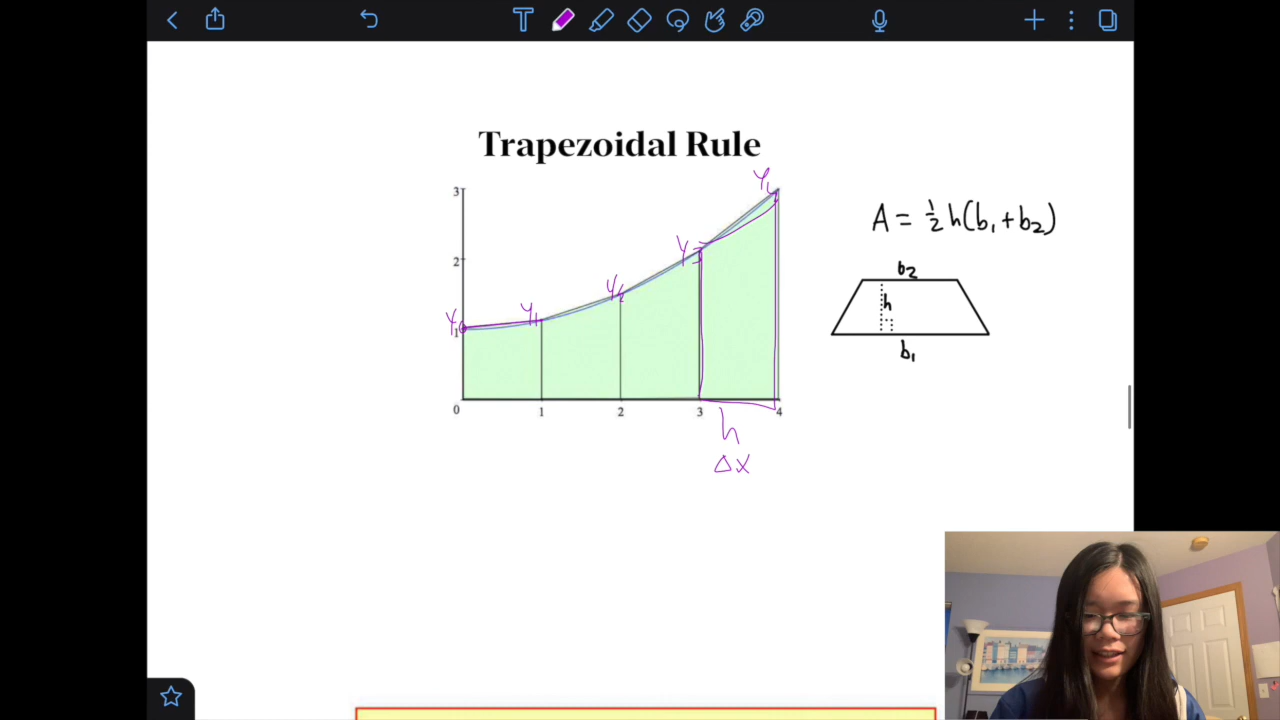 Trapezoidal Rule
3
2
1
0
1
2
3
4
y₀
y₁
y₂
y₃
y₄
h
Δx
A = ½h(b₁+b₂)
b₂
h
b₁